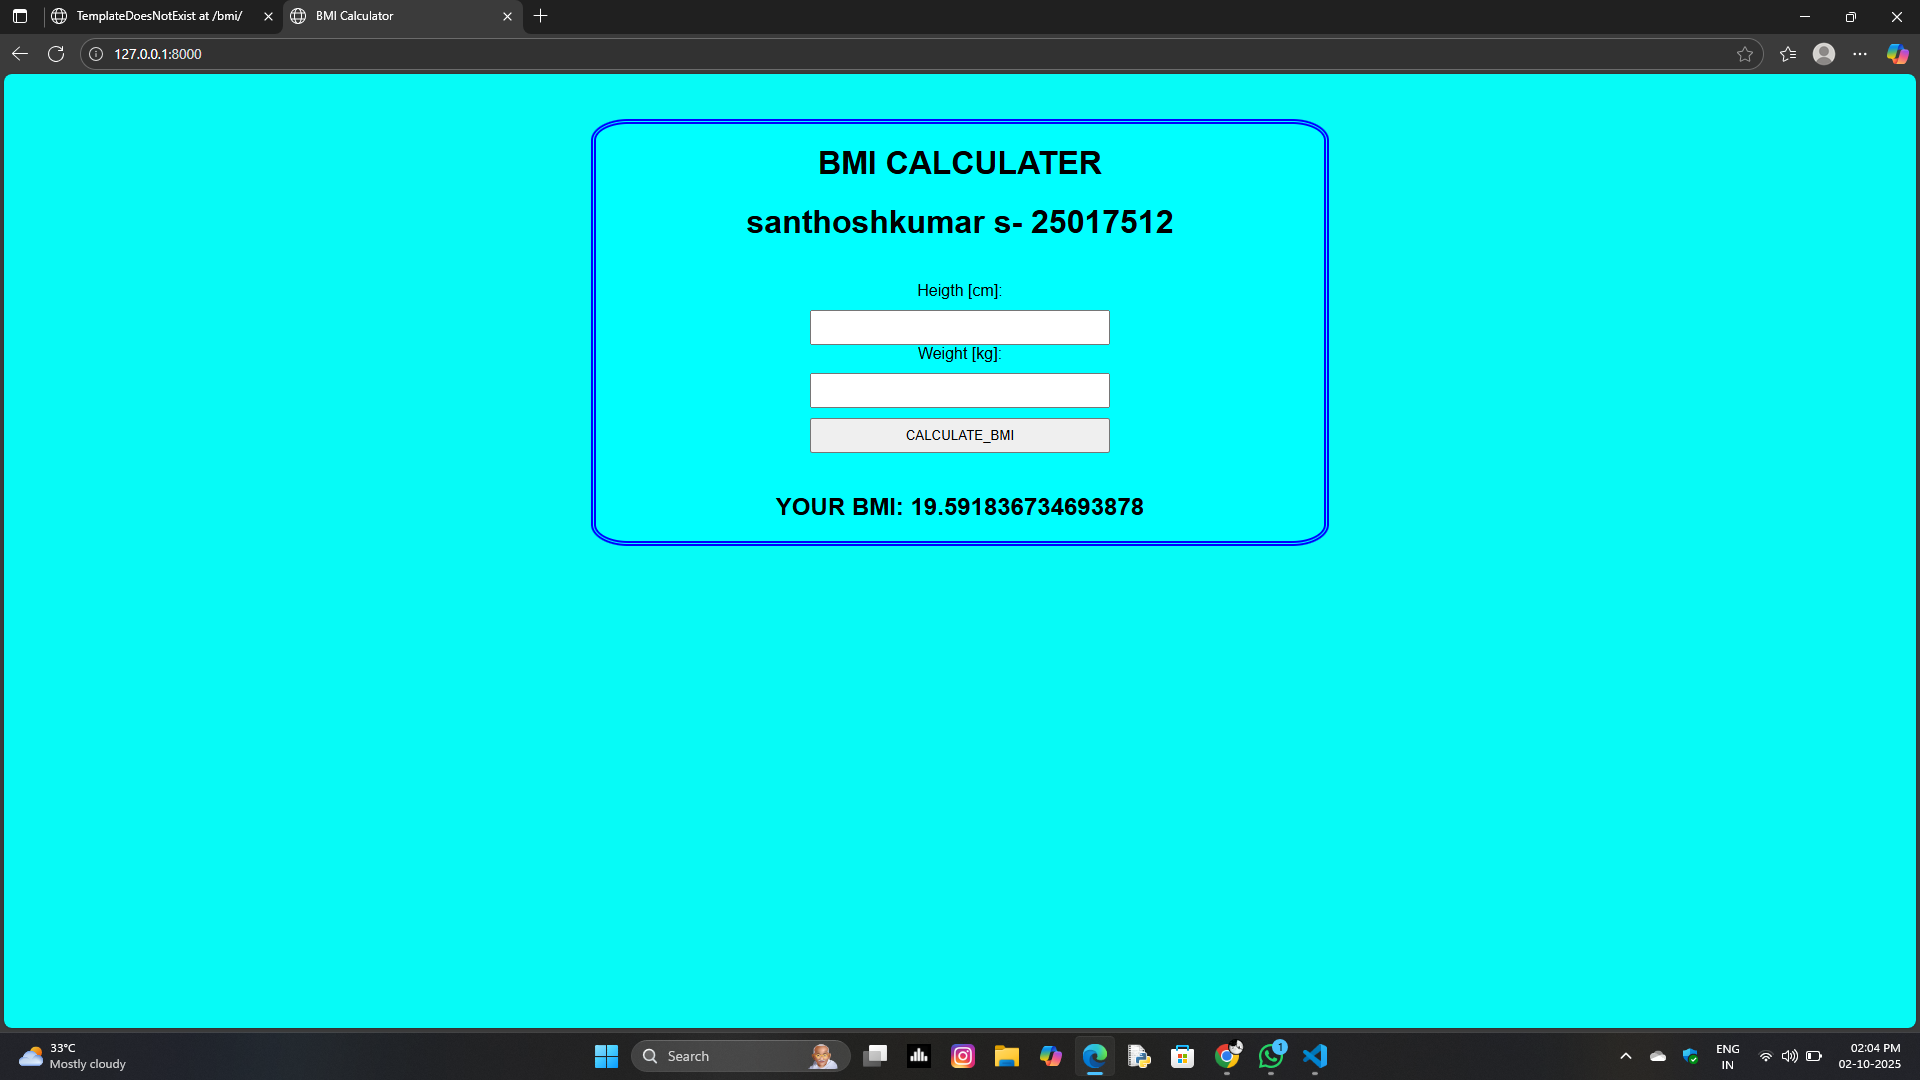 TemplateDoesNotExist at /bmi/
BMI Calculator
127.0.0.1:8000
BMI CALCULATER
santhoshkumar s- 25017512
Heigth [cm]:
Weight [kg]:
CALCULATE_BMI
YOUR BMI: 19.591836734693878
33°C
Mostly cloudy
Search
1
ENG
IN
02:04 PM
02-10-2025